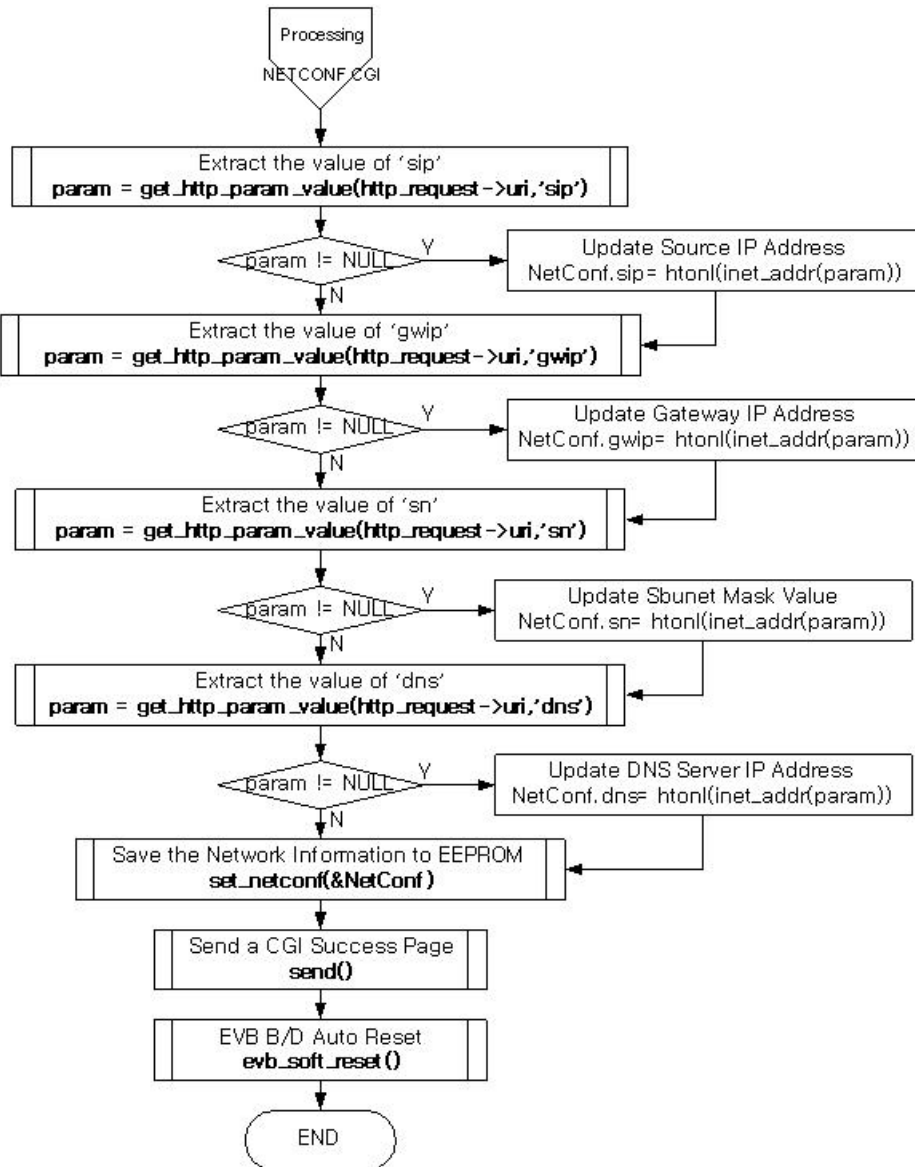 Processing
NETCONF.CGI
Extract the value of ‘sip’
param = get_http_param_value(http_request->uri,’sip’)
param != NULL
Y
Update Source IP Address
NetConf.sip= htonl(inet_addr(param))
N
Extract the value of ‘gwip’
param = get_http_param_value(http_request->uri,’gwip’)
param != NULL
Y
Update Gateway IP Address
NetConf.gwip= htonl(inet_addr(param))
N
Extract the value of ‘sn’
param = get_http_param_value(http_request->uri,’sn’)
param != NULL
Y
Update Sbunet Mask Value
NetConf.sn= htonl(inet_addr(param))
N
Extract the value of ‘dns’
param = get_http_param_value(http_request->uri,’dns’)
param != NULL
Y
Update DNS Server IP Address
NetConf.dns= htonl(inet_addr(param))
N
Save the Network Information to EEPROM
set_netconf(&NetConf)
Send a CGI Success Page
send()
EVB B/D Auto Reset
evb_soft_reset()
END